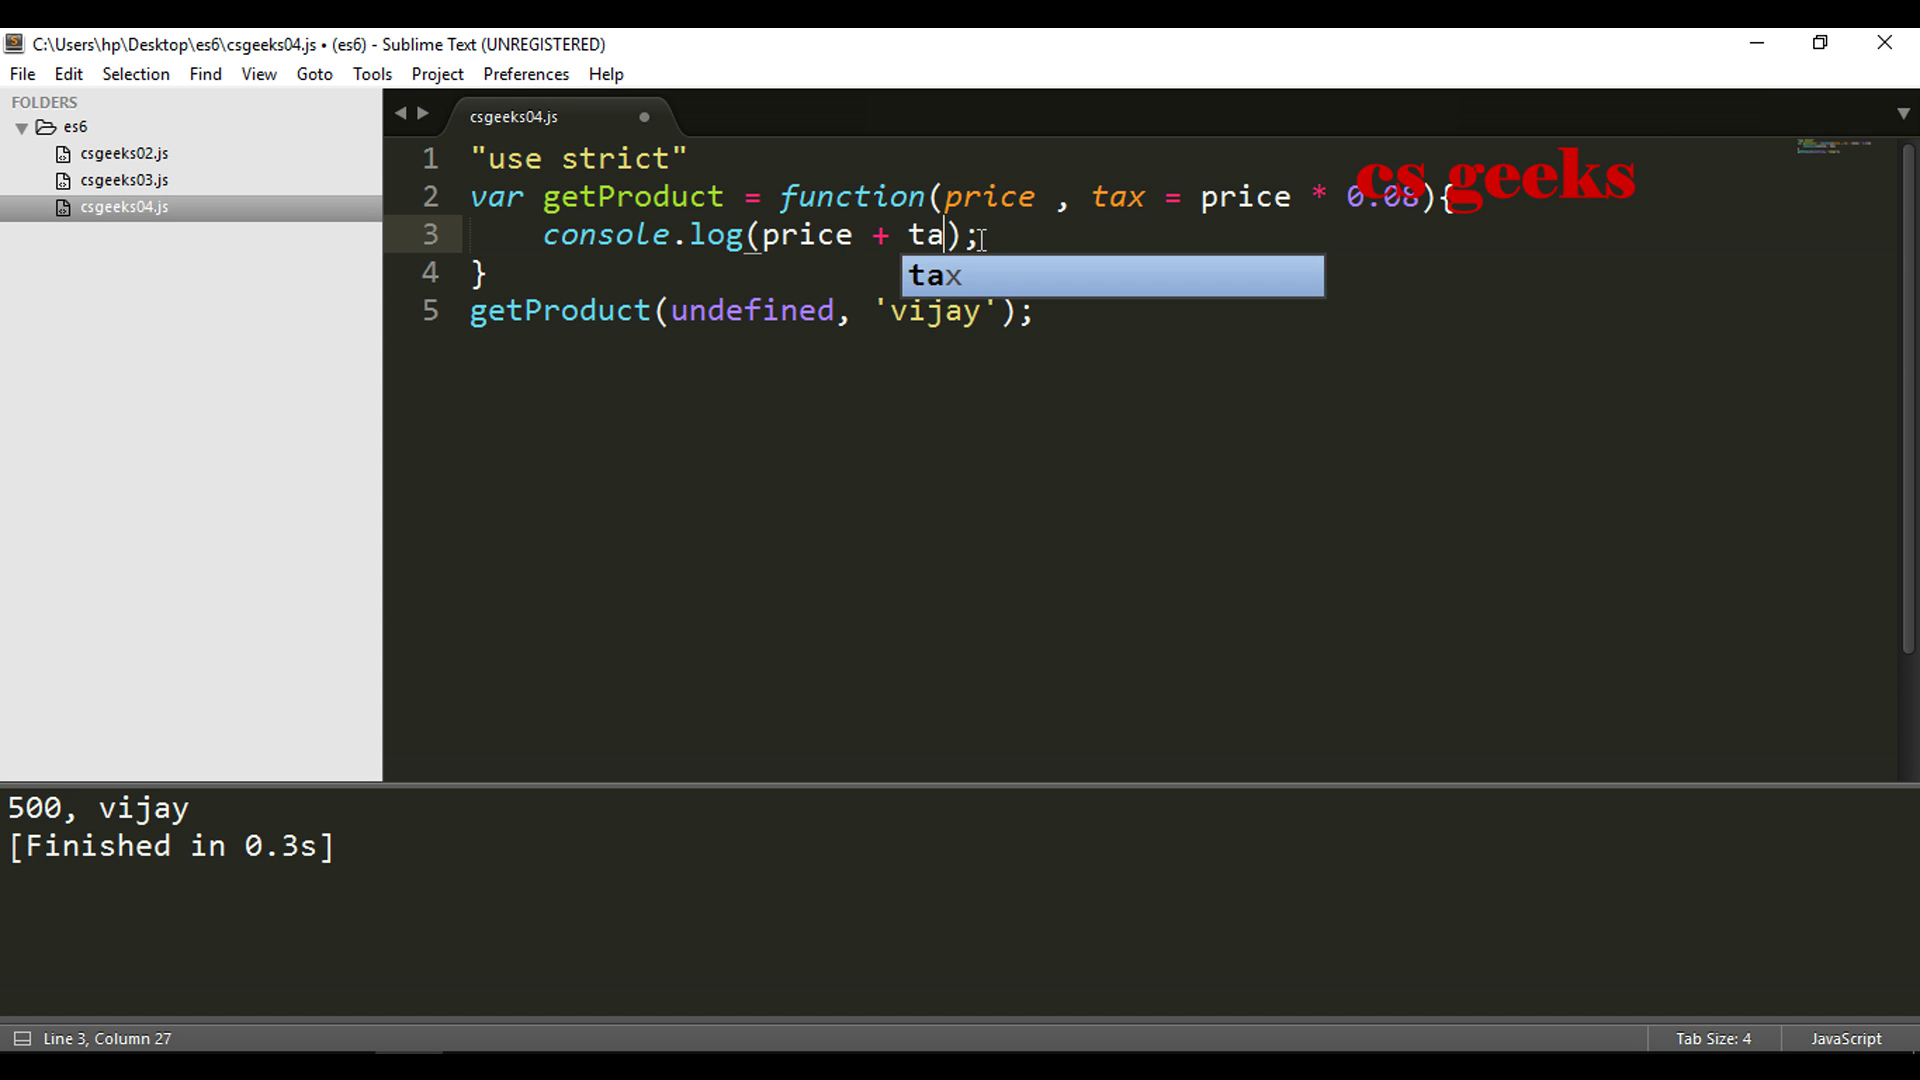 C:\Users\hp\Desktop\es6\csgeeks04.js • (es6) - Sublime Text (UNREGISTERED)
File Edit Selection Find View Goto Tools Project Preferences Help
FOLDERS
es6
csgeeks02.js
csgeeks03.js
csgeeks04.js
csgeeks04.js
cs geeks
1 "use strict"
2 var getProduct = function(price , tax = price * 0.08){
3 console.log(price + ta);
tax
4 }
5 getProduct(undefined, 'vijay');
500, vijay
[Finished in 0.3s]
Line 3, Column 27
Tab Size: 4
JavaScript